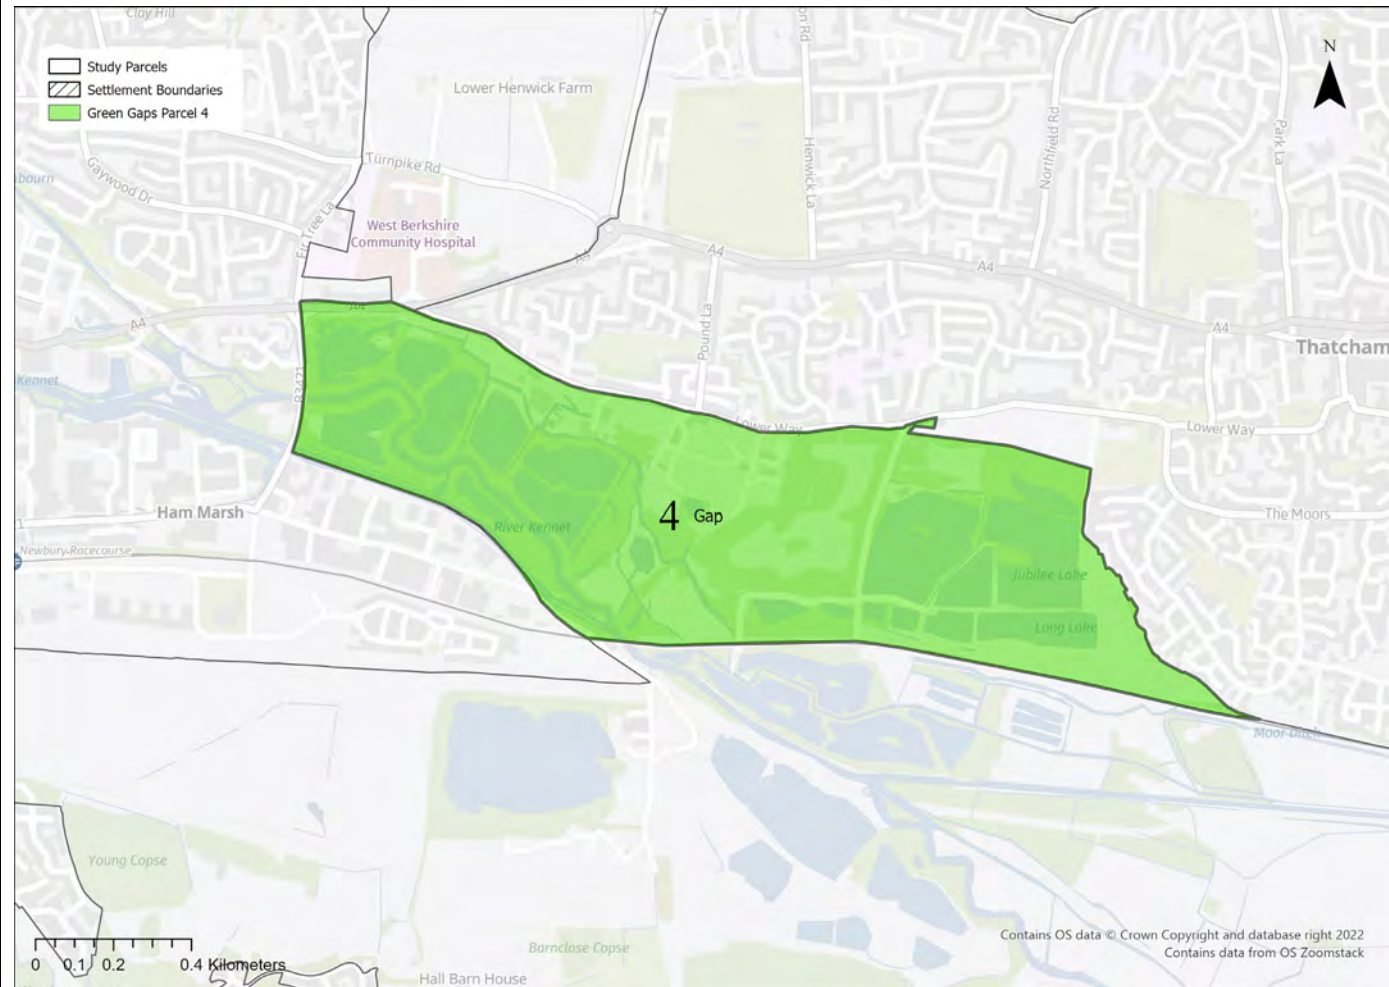 Clay Hill
Study Parcels
Settlement Boundaries
Green Gaps Parcel 4
N
Lower Henwick Farm
Henwick La
Northfield Rd
Park La
Turnpike Rd
Gaywood Dr
bourn
Fir Tree La
West Berkshire
Community Hospital
A4
A4
A4
A4
A4
A4
Pound La
Thatcham
Kennet
B3421
Lower Way
Lower Way
Ham Marsh
4 Gap
The Moors
River Kennet
Newbury-Racecourse
Jubilee Lake
Long Lake
Moor Ditch
Young Copse
Barnclose Copse
Hall Barn House
0 0.1 0.2 0.4 Kilometers
Contains OS data © Crown Copyright and database right 2022
Contains data from OS Zoomstack